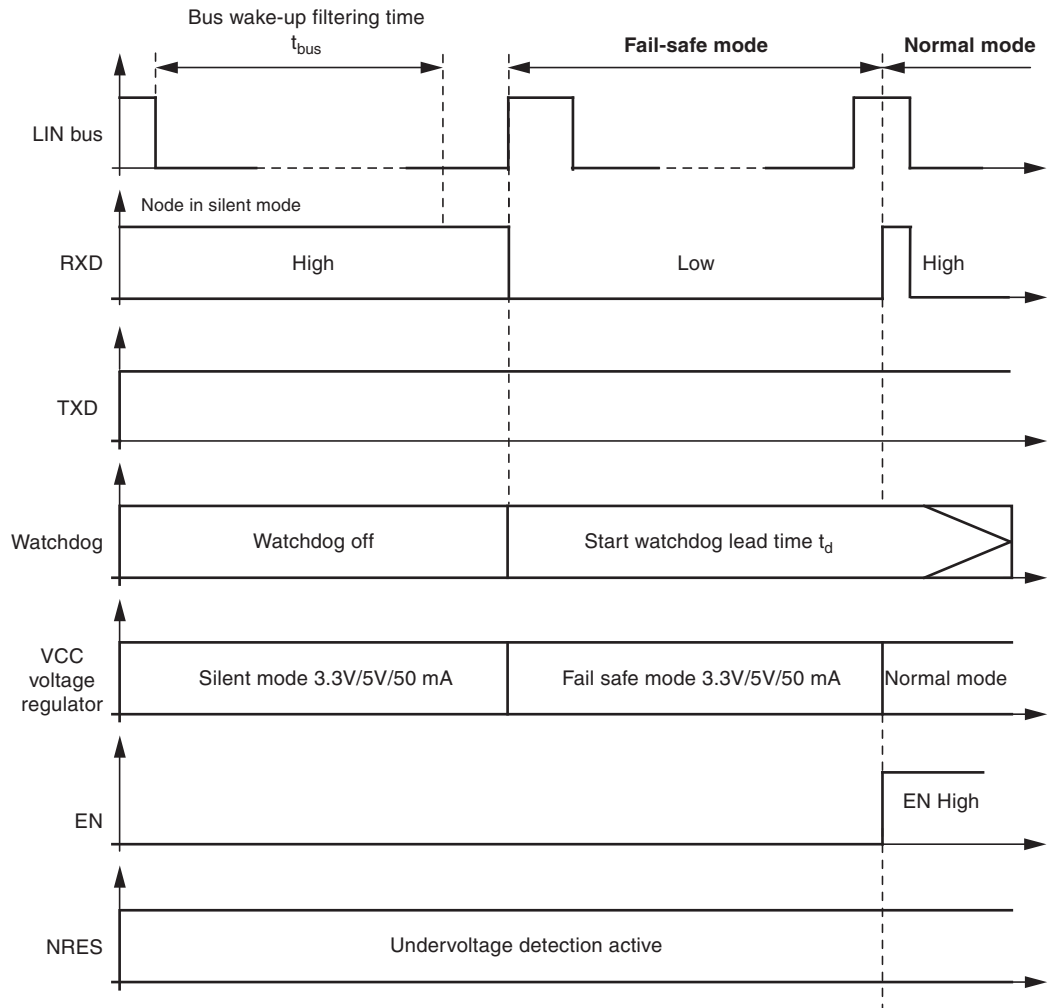 Bus wake-up filtering time
tbus
Fail-safe mode
Normal mode
LIN bus
Node in silent mode
RXD
High
Low
High
TXD
Watchdog
Watchdog off
Start watchdog lead time td
VCC
voltage
regulator
Silent mode 3.3V/5V/50 mA
Fail safe mode 3.3V/5V/50 mA
Normal mode
EN
EN High
NRES
Undervoltage detection active